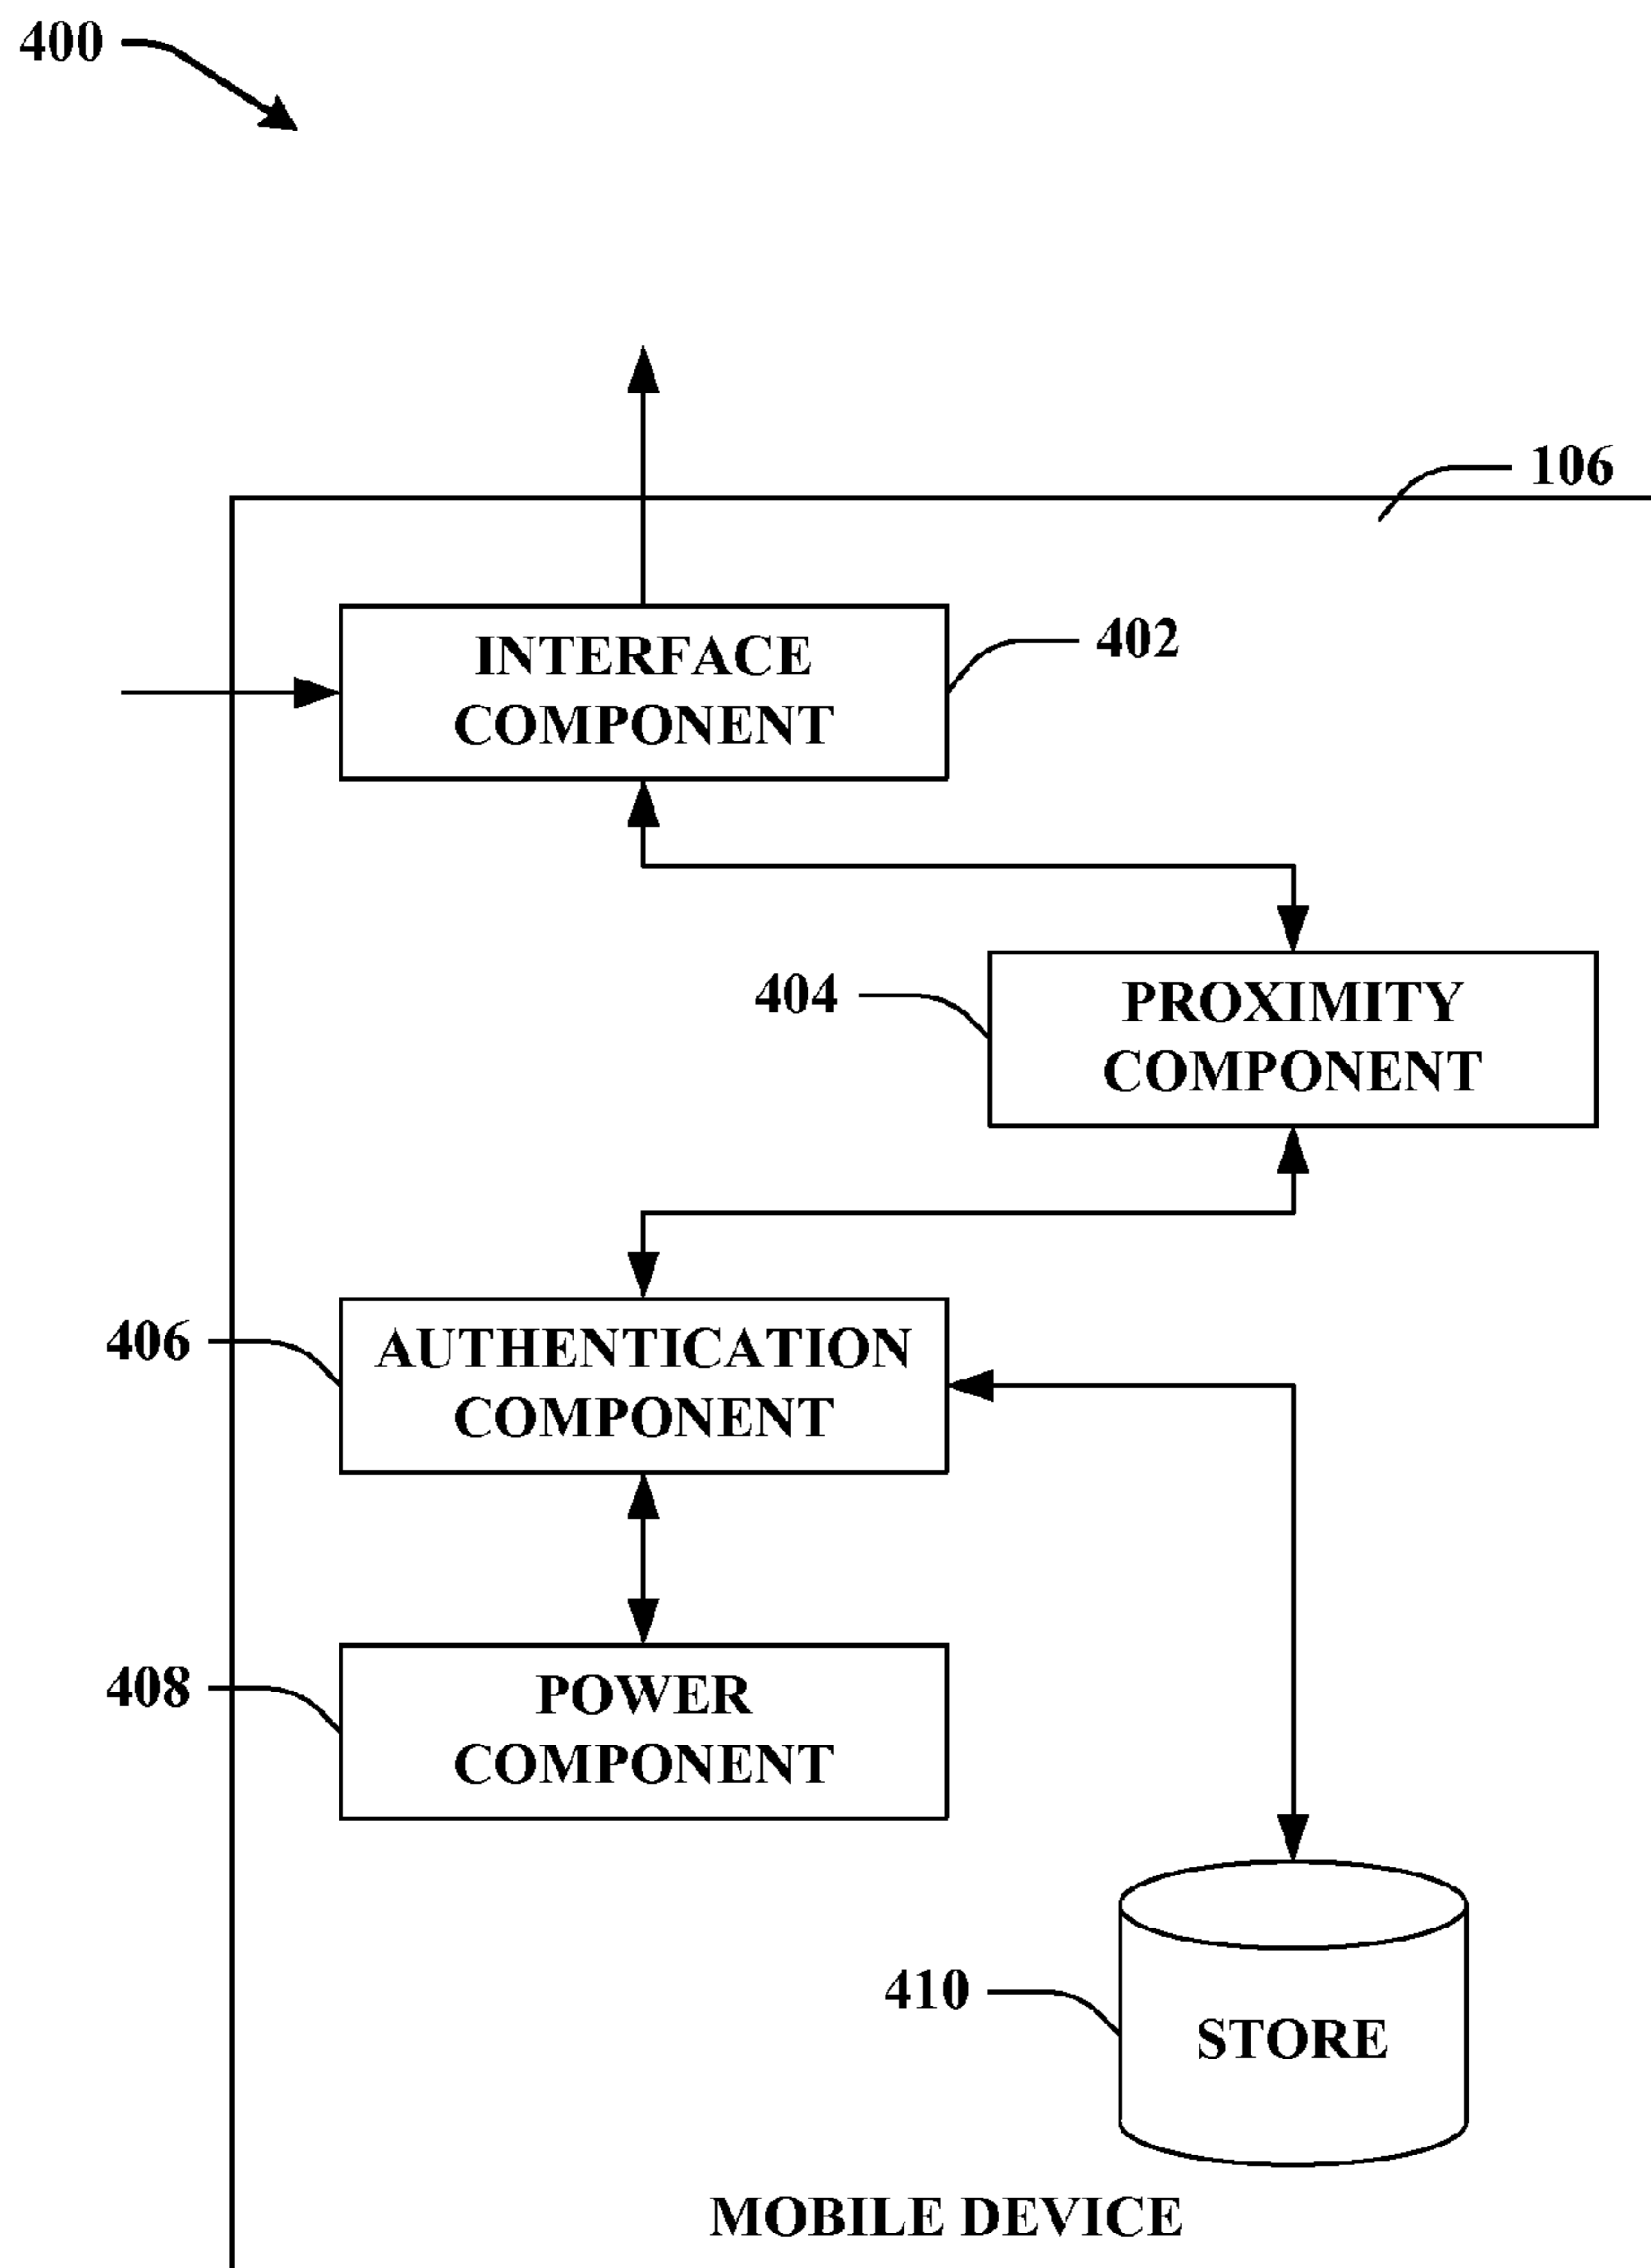 400
106
INTERFACE
COMPONENT
402
404
PROXIMITY
COMPONENT
406
AUTHENTICATION
COMPONENT
408
POWER
COMPONENT
410
STORE
MOBILE DEVICE